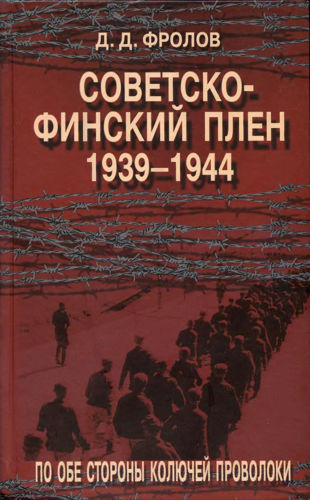 Д. Д. ФРОЛОВ
СОВЕТСКО-
ФИНСКИЙ ПЛЕН
1939–1944
ПО ОБЕ СТОРОНЫ КОЛЮЧЕЙ ПРОВОЛОКИ